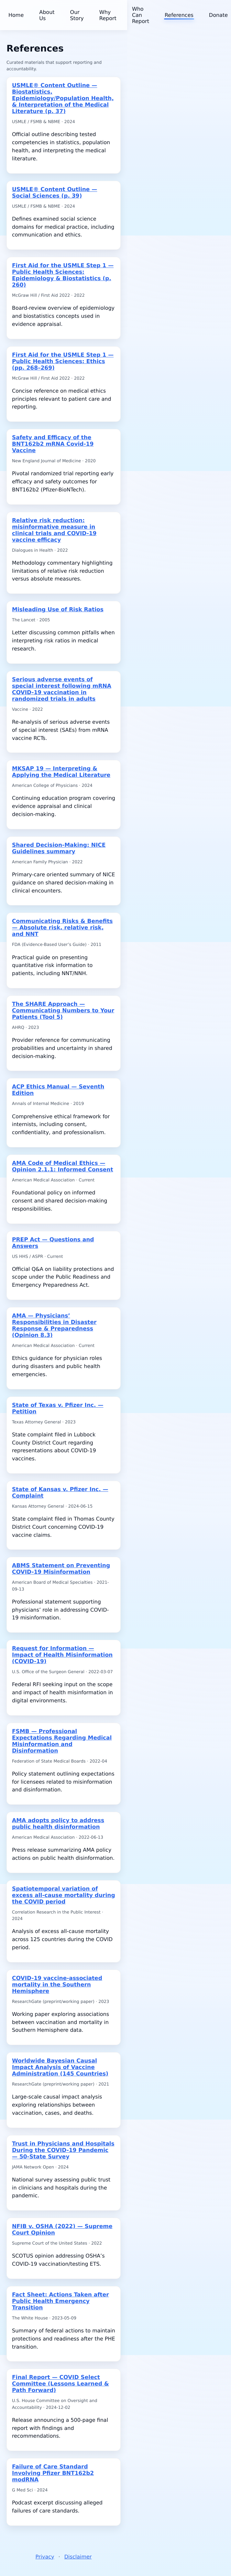 Home
About
Us
Our
Story
Why
Report
Who
Can
Report
References
Donate
References
Curated materials that support reporting and
accountability
USMLE® Content Outline —
Biostatistics,
Epidemiology/Population Health,
& Interpretation of the Medical
Literature (p. 37)
USMLE / FSMB & NBME · 2024
Official outline describing tested
competencies in statistics, population
health, and interpreting the medical
literature.
USMLE® Content Outline —
Social Sciences (p. 39)
USMLE / FSMB & NBME · 2024
Defines examined social science
domains for medical practice, including
communication and ethics.
First Aid for the USMLE Step 1 —
Public Health Sciences:
Epidemiology & Biostatistics (p.
260)
McGraw Hill / First Aid 2022 · 2022
Board-review overview of epidemiology
and biostatistics concepts used in
evidence appraisal.
First Aid for the USMLE Step 1 —
Public Health Sciences: Ethics
(pp. 268–269)
McGraw Hill / First Aid 2022 · 2022
Concise reference on medical ethics
principles relevant to patient care and
reporting.
Safety and Efficacy of the
BNT162b2 mRNA Covid-19
Vaccine
New England Journal of Medicine · 2020
Pivotal randomized trial reporting early
efficacy and safety outcomes for
BNT162b2 (Pfizer-BioNTech).
Relative risk reduction:
misinformative measure in
clinical trials and COVID-19
vaccine efficacy
Dialogues in Health · 2022
Methodology commentary highlighting
limitations of relative risk reduction
versus absolute measures.
Misleading Use of Risk Ratios
The Lancet · 2005
Letter discussing common pitfalls when
interpreting risk ratios in medical
research.
Serious adverse events of
special interest following mRNA
COVID-19 vaccination in
randomized trials in adults
Vaccine · 2022
Re-analysis of serious adverse events
of special interest (SAEs) from mRNA
vaccine RCTs.
MKSAP 19 — Interpreting &
Applying the Medical Literature
American College of Physicians · 2024
Continuing education program covering
evidence appraisal and clinical
decision-making.
Shared Decision-Making: NICE
Guidelines summary
American Family Physician · 2022
Primary-care oriented summary of NICE
guidance on shared decision-making in
clinical encounters.
Communicating Risks & Benefits
— Absolute risk, relative risk,
and NNT
FDA (Evidence-Based User's Guide) · 2011
Practical guide on presenting
quantitative risk information to
patients, including NNT/NNH.
The SHARE Approach —
Communicating Numbers to Your
Patients (Tool 5)
AHRQ · 2023
Provider reference for communicating
probabilities and uncertainty in shared
decision-making.
ACP Ethics Manual — Seventh
Edition
Annals of Internal Medicine · 2019
Comprehensive ethical framework for
internists, including consent,
confidentiality, and professionalism.
AMA Code of Medical Ethics —
Opinion 2.1.1: Informed Consent
American Medical Association · Current
Foundational policy on informed
consent and shared decision-making
responsibilities.
PREP Act — Questions and
Answers
US HHS / ASPR · Current
Official Q&A on liability protections and
scope under the Public Readiness and
Emergency Preparedness Act.
AMA — Physicians'
Responsibilities in Disaster
Response & Preparedness
(Opinion 8.3)
American Medical Association · Current
Ethics guidance for physician roles
during disasters and public health
emergencies.
State of Texas v. Pfizer Inc. —
Petition
Texas Attorney General · 2023
State complaint filed in Lubbock
County District Court regarding
representations about COVID-19
vaccines.
State of Kansas v. Pfizer Inc. —
Complaint
Kansas Attorney General · 2024-06-15
State complaint filed in Thomas County
District Court concerning COVID-19
vaccine claims.
ABMS Statement on Preventing
COVID-19 Misinformation
American Board of Medical Specialties · 2021-
09-13
Professional statement supporting
physicians' role in addressing COVID-
19 misinformation.
Request for Information —
Impact of Health Misinformation
(COVID-19)
U.S. Office of the Surgeon General · 2022-03-07
Federal RFI seeking input on the scope
and impact of health misinformation in
digital environments.
FSMB — Professional
Expectations Regarding Medical
Misinformation and
Disinformation
Federation of State Medical Boards · 2022-04
Policy statement outlining expectations
for licensees related to misinformation
and disinformation.
AMA adopts policy to address
public health disinformation
American Medical Association · 2022-06-13
Press release summarizing AMA policy
actions on public health disinformation.
Spatiotemporal variation of
excess all-cause mortality during
the COVID period
Correlation Research in the Public Interest ·
2024
Analysis of excess all-cause mortality
across 125 countries during the COVID
period.
COVID-19 vaccine-associated
mortality in the Southern
Hemisphere
ResearchGate (preprint/working paper) · 2023
Working paper exploring associations
between vaccination and mortality in
Southern Hemisphere data.
Worldwide Bayesian Causal
Impact Analysis of Vaccine
Administration (145 Countries)
ResearchGate (preprint/working paper) · 2021
Large-scale causal impact analysis
exploring relationships between
vaccination, cases, and deaths.
Trust in Physicians and Hospitals
During the COVID-19 Pandemic
— 50-State Survey
JAMA Network Open · 2024
National survey assessing public trust
in clinicians and hospitals during the
pandemic.
NFIB v. OSHA (2022) — Supreme
Court Opinion
Supreme Court of the United States · 2022
SCOTUS opinion addressing OSHA's
COVID-19 vaccination/testing ETS.
Fact Sheet: Actions Taken after
Public Health Emergency
Transition
The White House · 2023-05-09
Summary of federal actions to maintain
protections and readiness after the PHE
transition.
Final Report — COVID Select
Committee (Lessons Learned &
Path Forward)
U.S. House Committee on Oversight and
Accountability · 2024-12-02
Release announcing a 500-page final
report with findings and
recommendations.
Failure of Care Standard
Involving Pfizer BNT162b2
modRNA
G Med Sci · 2024
Podcast excerpt discussing alleged
failures of care standards.
Privacy · Disclaimer